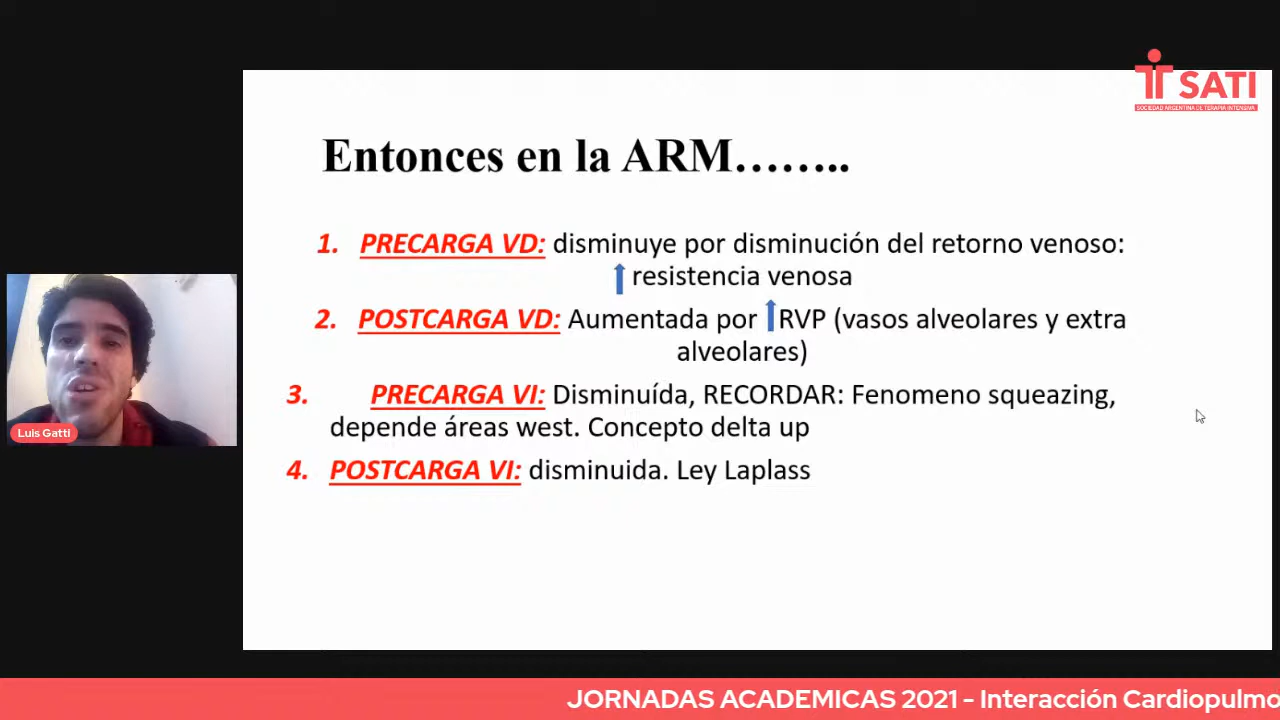 SATI
SOCIEDAD ARGENTINA DE TERAPIA INTENSIVA
Entonces en la ARM……..
1. PRECARGA VD: disminuye por disminución del retorno venoso:
resistencia venosa
2. POSTCARGA VD: Aumentada por RVP (vasos alveolares y extra
alveolares)
3. PRECARGA VI: Disminuída, RECORDAR: Fenomeno squeazing,
depende áreas west. Concepto delta up
4. POSTCARGA VI: disminuida. Ley Laplass
Luis Gatti
JORNADAS ACADEMICAS 2021 - Interacción Cardiopulmo